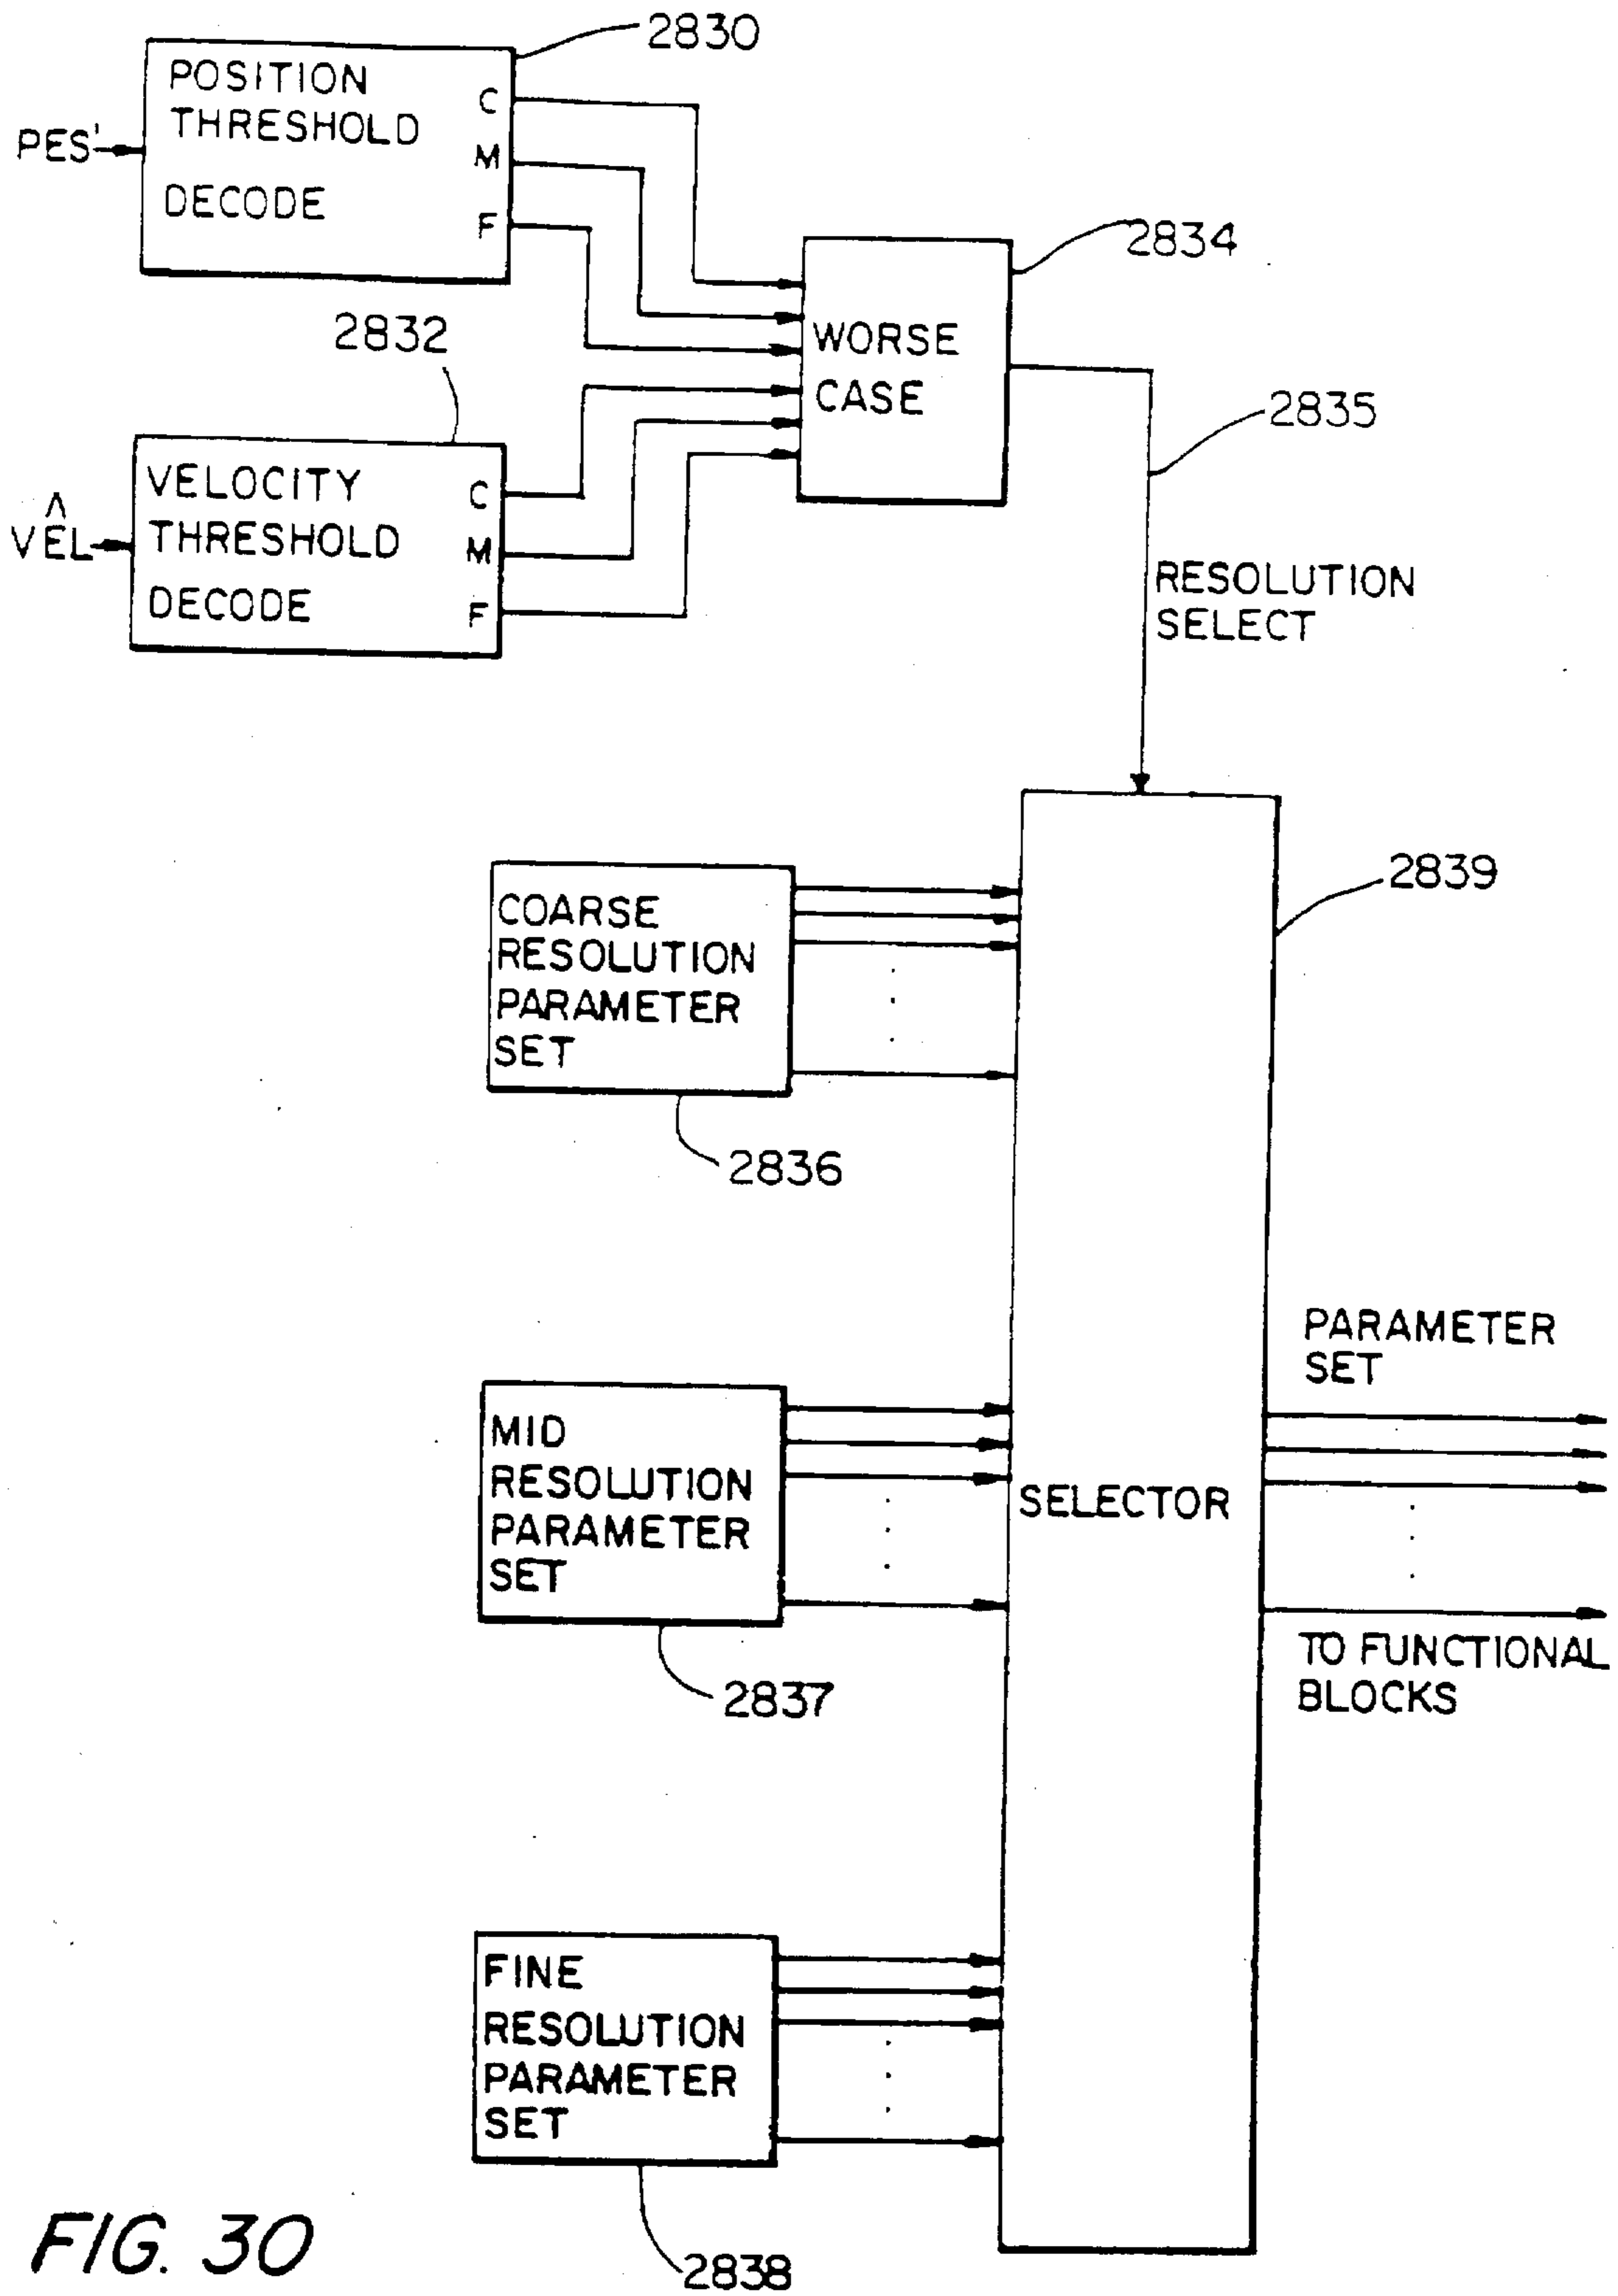 2830
POSITION
THRESHOLD
DECODE
C
M
F
PES'
2834
WORSE
CASE
2832
2835
VELOCITY
THRESHOLD
DECODE
C
M
F
V̂EL
RESOLUTION
SELECT
2839
COARSE
RESOLUTION
PARAMETER
SET
2836
PARAMETER
SET
MID
RESOLUTION
PARAMETER
SET
SELECTOR
2837
TO FUNCTIONAL
BLOCKS
FINE
RESOLUTION
PARAMETER
SET
2838
FIG. 30